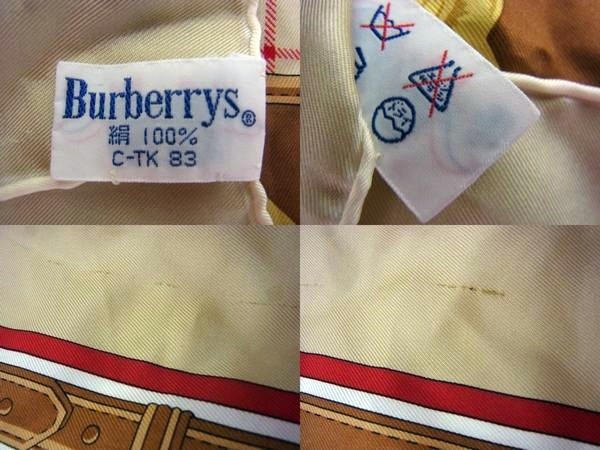 Burberrys®
絹 100%
C-TK 83